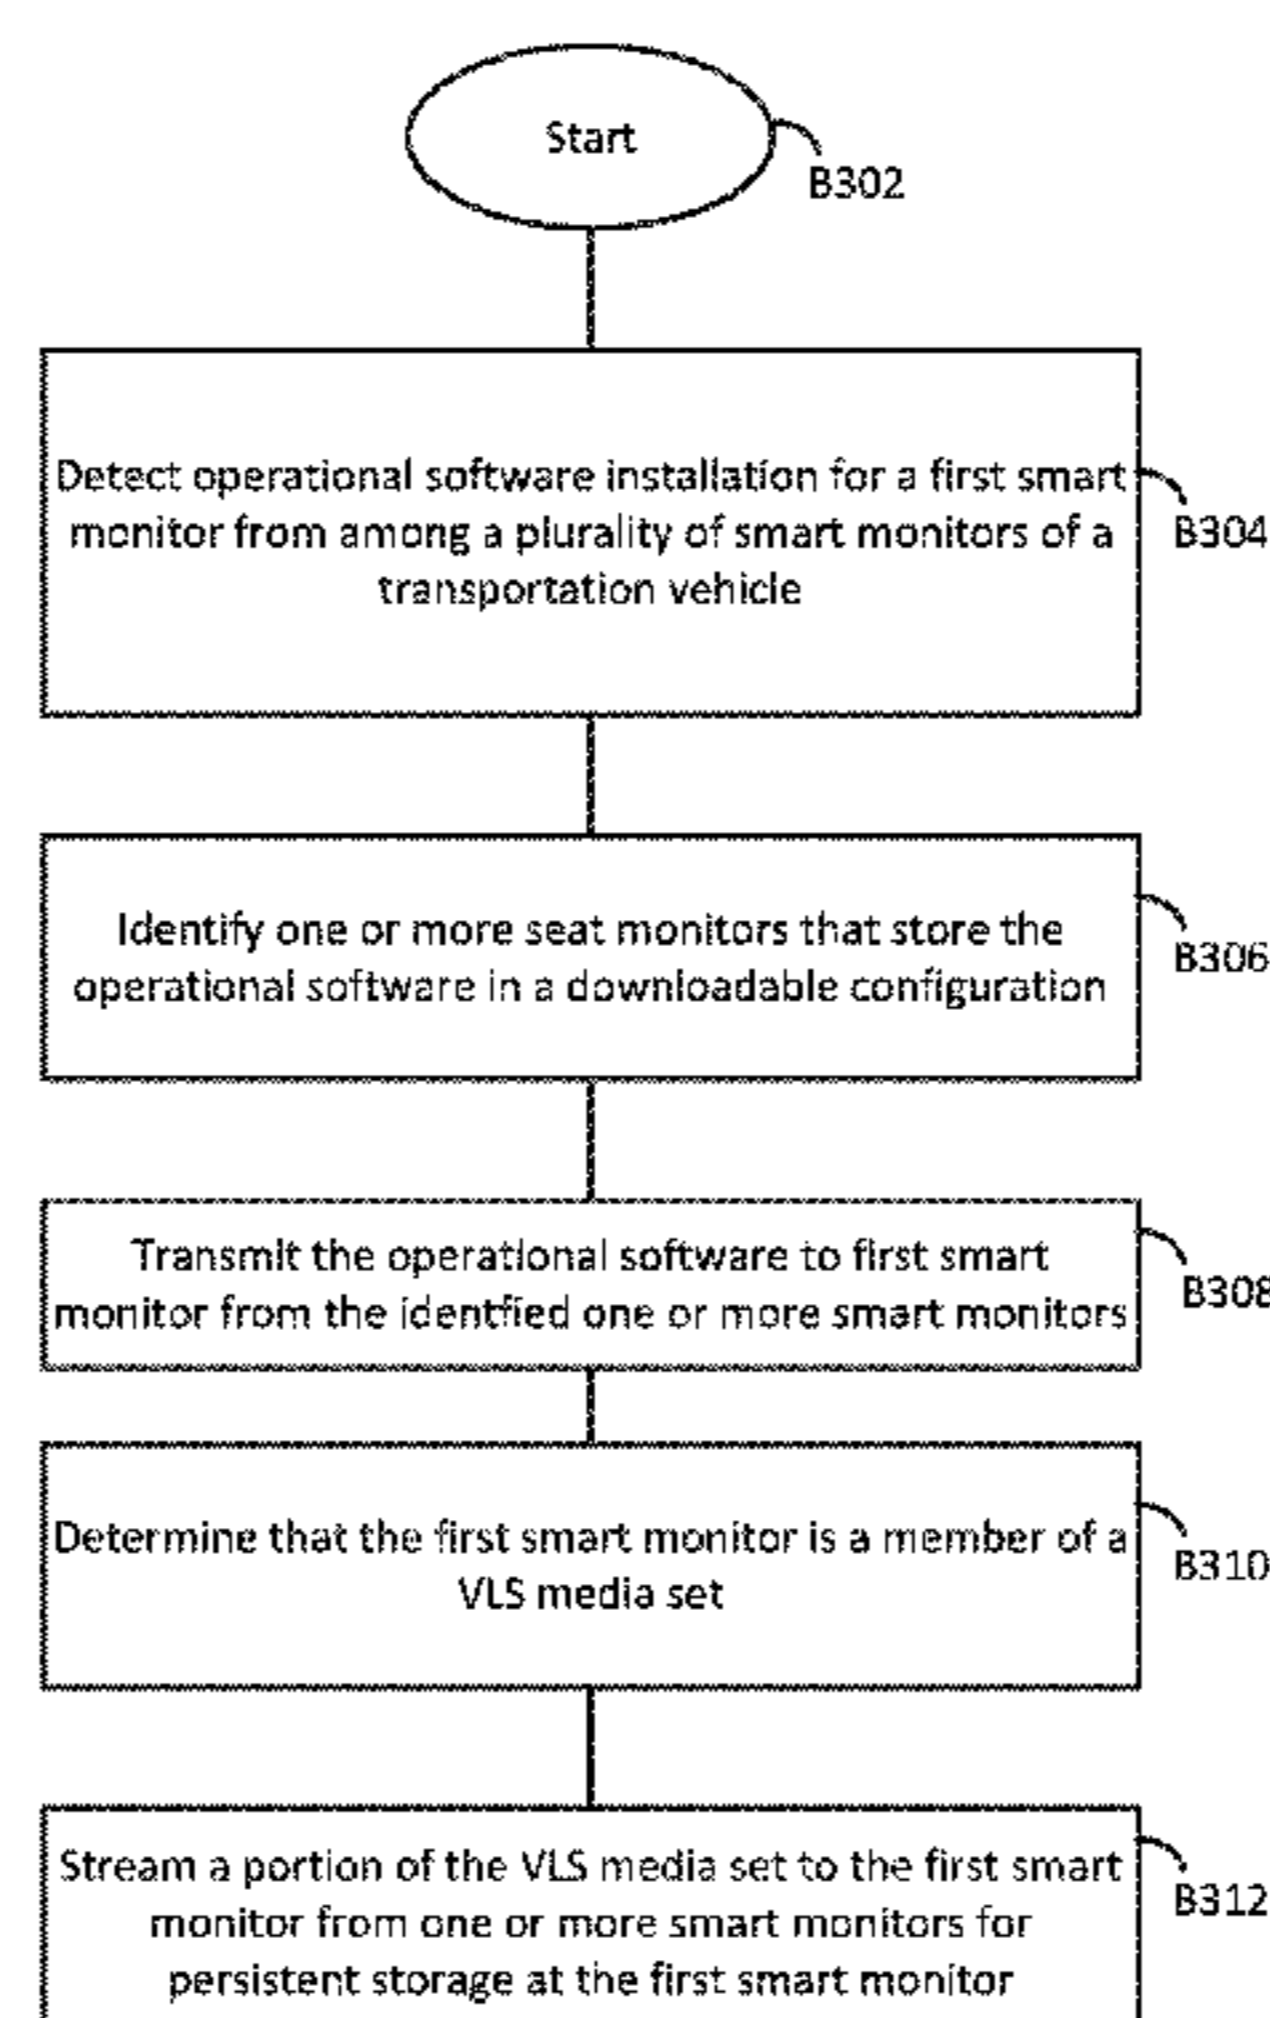 Start
B302
Detect operational software installation for a first smart
monitor from among a plurality of smart monitors of a
transportation vehicle
B304
Identify one or more seat monitors that store the
operational software in a downloadable configuration
B306
Transmit the operational software to first smart
monitor from the identfied one or more smart monitors
B308
Determine that the first smart monitor is a member of a
VLS media set
B310
Stream a portion of the VLS media set to the first smart
monitor from one or more smart monitors for
persistent storage at the first smart monitor
B312